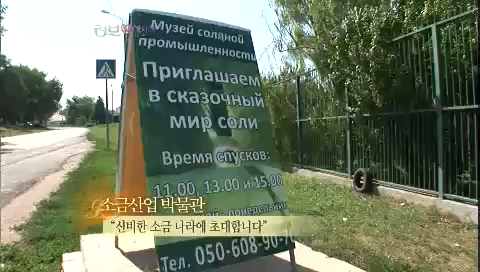 Музей соляной
промышленности
Приглашаем
в сказочный
мир соли
Время спусков:
11.00, 13.00 и 15.00
понедельник
소금산업 박물관
“신비한 소금 나라에 초대합니다”
Тел. 050-608-90-7